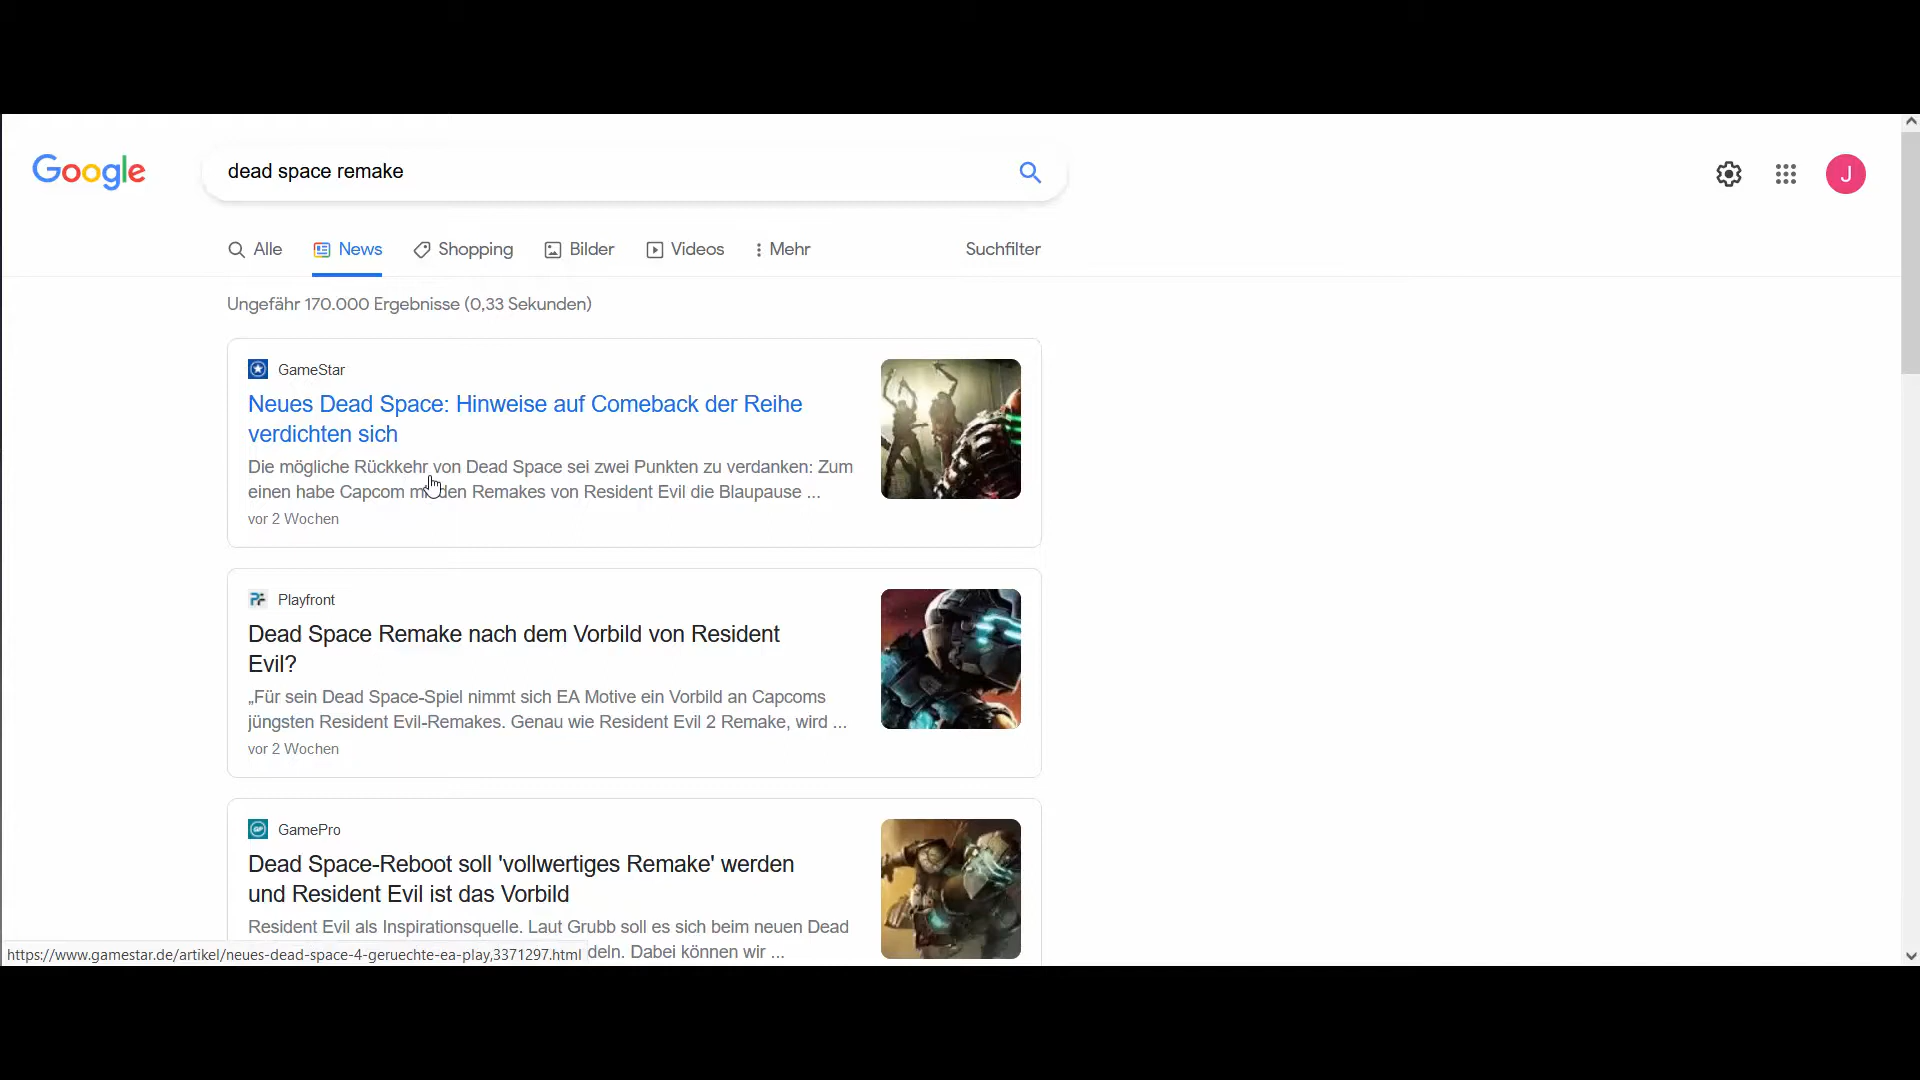 Google
dead space remake
J
Alle
News
Shopping
Bilder
Videos
Mehr
Suchfilter
Ungefähr 170.000 Ergebnisse (0,33 Sekunden)
GameStar
Neues Dead Space: Hinweise auf Comeback der Reihe
verdichten sich
Die mögliche Rückkehr von Dead Space sei zwei Punkten zu verdanken: Zum
einen habe Capcom den Remakes von Resident Evil die Blaupause ...
vor 2 Wochen
Playfront
Dead Space Remake nach dem Vorbild von Resident
Evil?
„Für sein Dead Space-Spiel nimmt sich EA Motive ein Vorbild an Capcoms
jüngsten Resident Evil-Remakes. Genau wie Resident Evil 2 Remake, wird ...
vor 2 Wochen
GP GamePro
Dead Space-Reboot soll 'vollwertiges Remake' werden
und Resident Evil ist das Vorbild
Resident Evil als Inspirationsquelle. Laut Grubb soll es sich beim neuen Dead
deln. Dabei können wir ...
https://www.gamestar.de/artikel/neues-dead-space-4-geruechte-ea-play,3371297.html